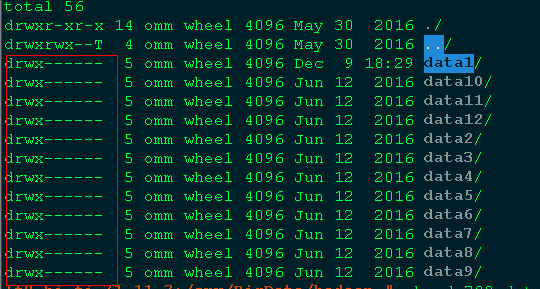 total 56
drwxr-xr-x 14 omm wheel 4096 May 30  2016 ./
drwxrwx--T  4 omm wheel 4096 May 30  2016 ../
drwx------  5 omm wheel 4096 Dec  9 18:29 data1/
drwx------  5 omm wheel 4096 Jun 12  2016 data10/
drwx------  5 omm wheel 4096 Jun 12  2016 data11/
drwx------  5 omm wheel 4096 Jun 12  2016 data12/
drwx------  5 omm wheel 4096 Jun 12  2016 data2/
drwx------  5 omm wheel 4096 Jun 12  2016 data3/
drwx------  5 omm wheel 4096 Jun 12  2016 data4/
drwx------  5 omm wheel 4096 Jun 12  2016 data5/
drwx------  5 omm wheel 4096 Jun 12  2016 data6/
drwx------  5 omm wheel 4096 Jun 12  2016 data7/
drwx------  5 omm wheel 4096 Jun 12  2016 data8/
drwx------  5 omm wheel 4096 Jun 12  2016 data9/